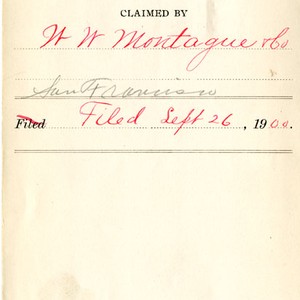 CLAIMED BY
W W Montague & Co
San Francisco
Filed Filed Sept 26, 1900.